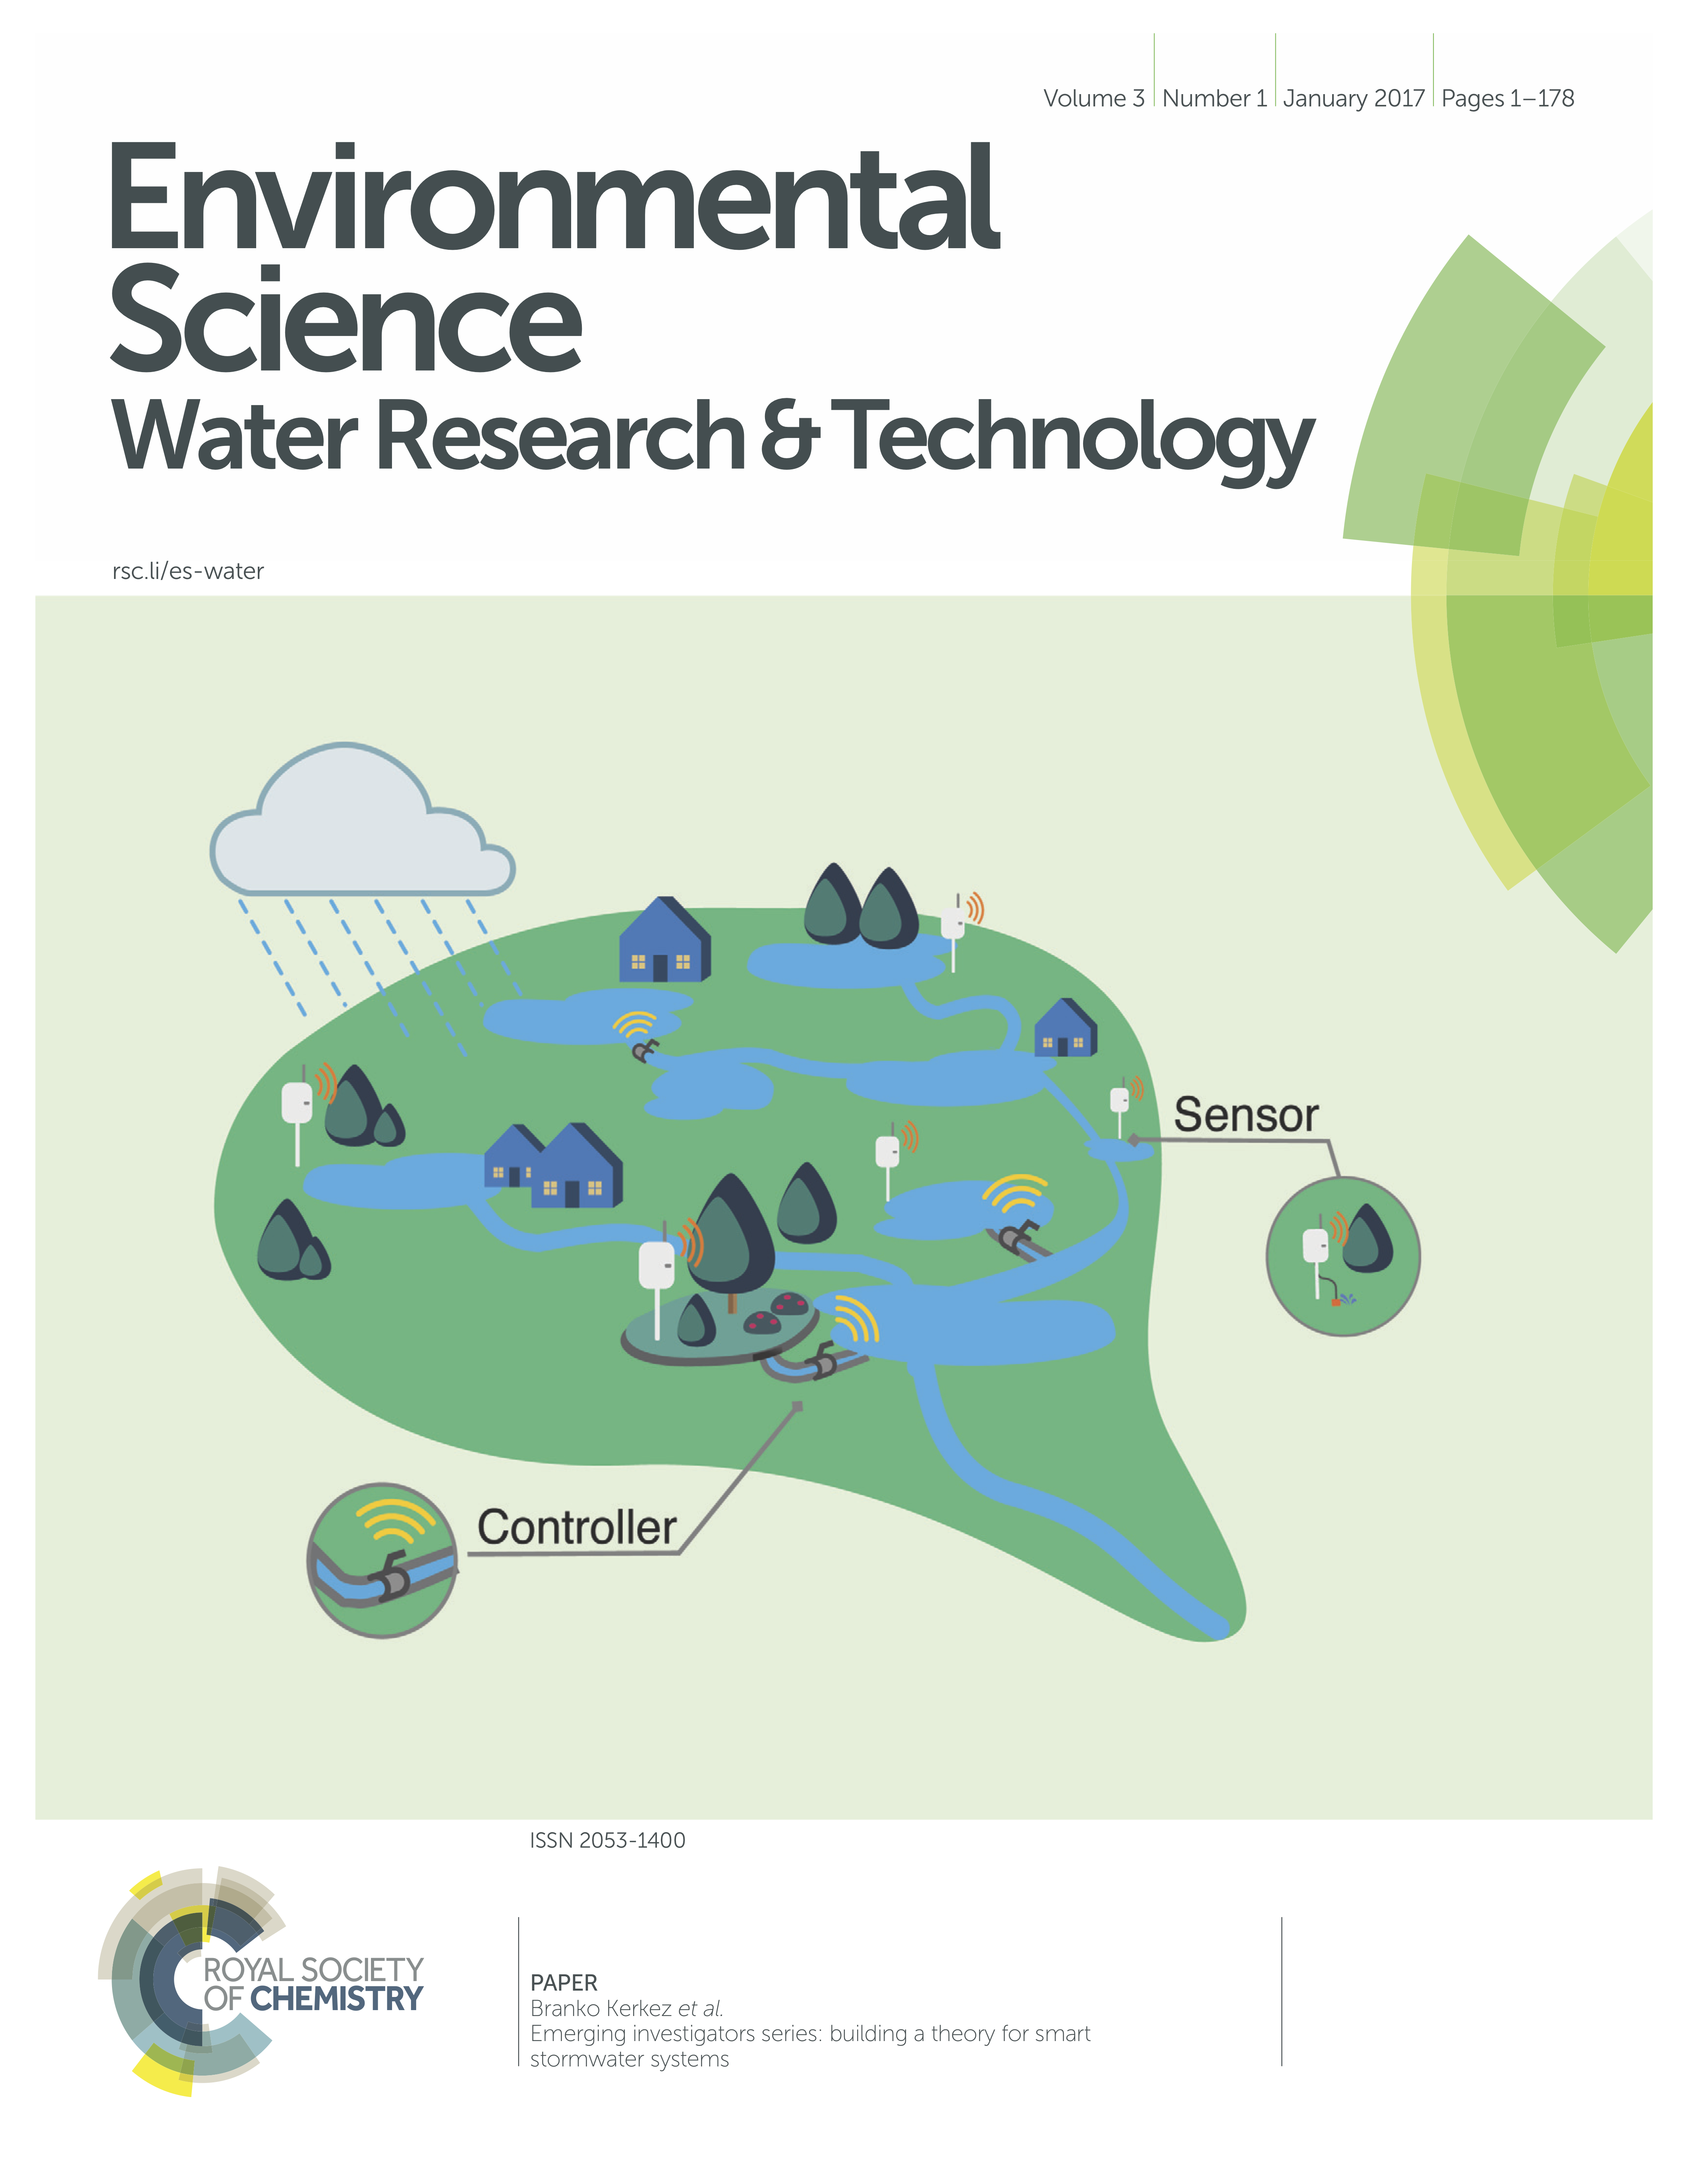 Volume 3 | Number 1 | January 2017 | Pages 1–178
Environmental
Science
Water Research & Technology
rsc.li/es-water
Sensor
Controller
ISSN 2053-1400
ROYAL SOCIETY
OF CHEMISTRY
PAPER
Branko Kerkez et al.
Emerging investigators series: building a theory for smart
stormwater systems